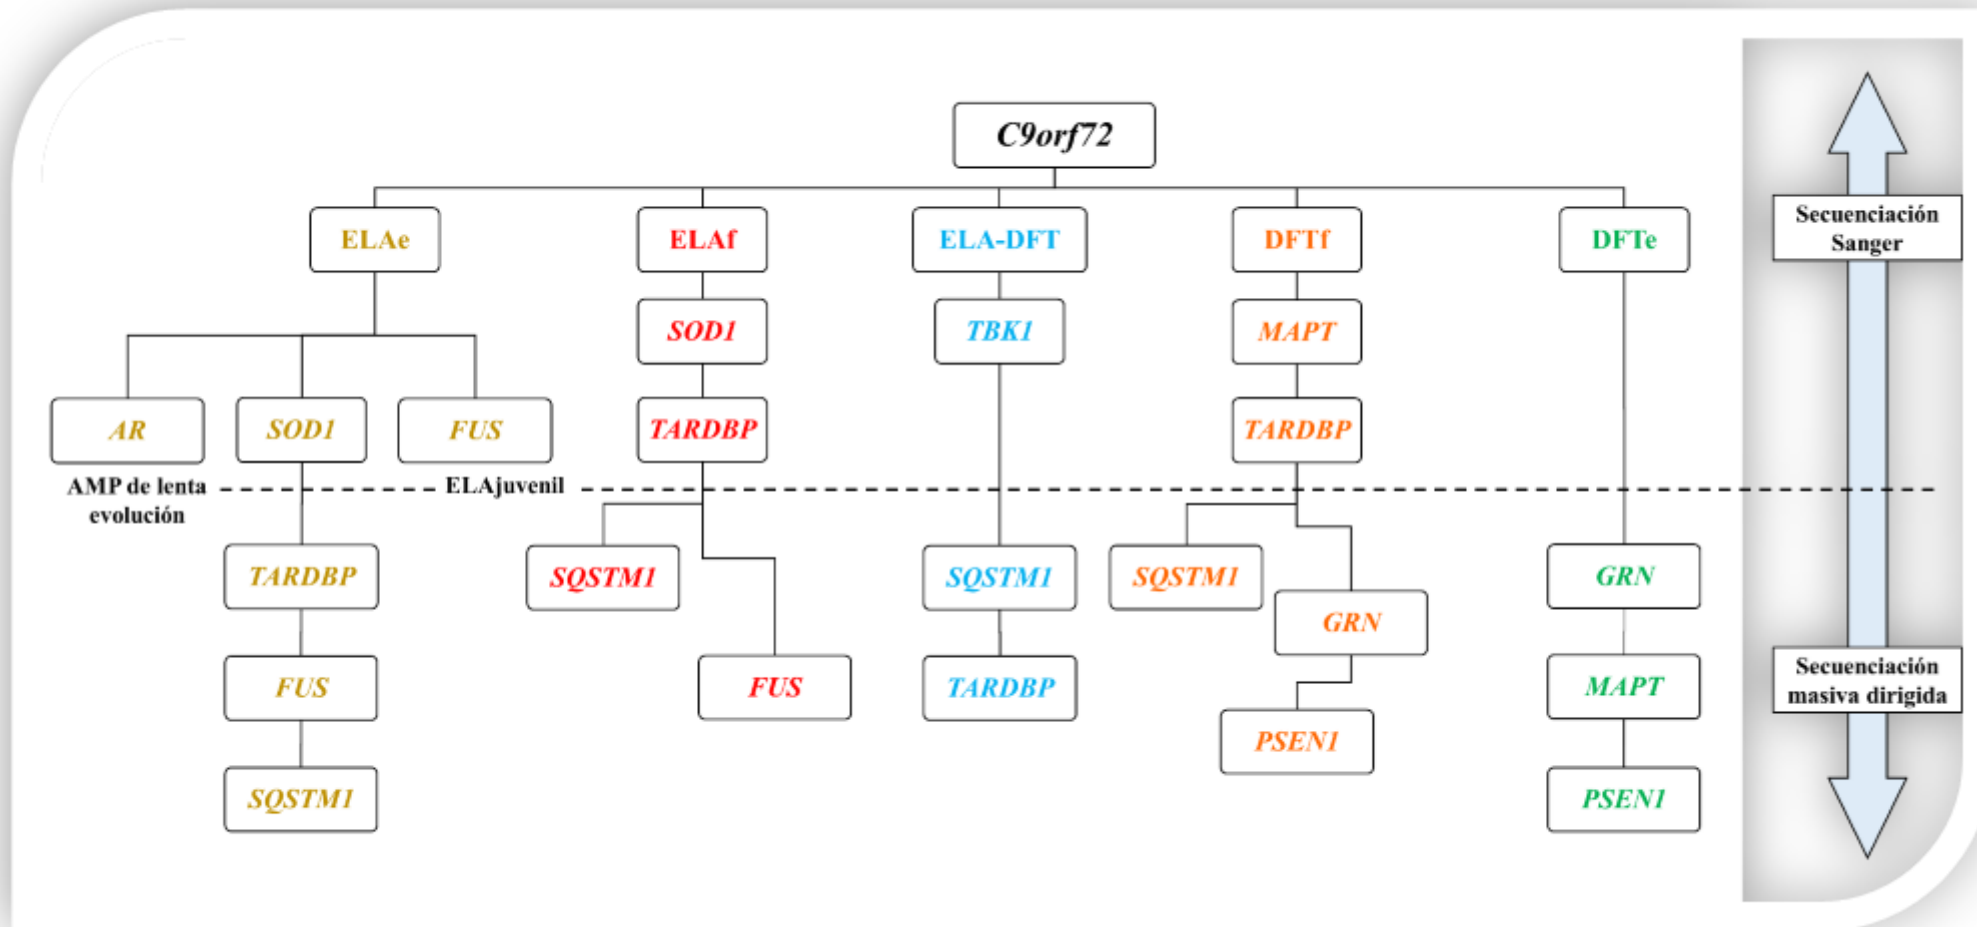 C9orf72
ELAe
ELAf
ELA-DFT
DFTf
DFTe
Secuenciación
Sanger
SOD1
TBK1
MAPT
AR
SOD1
FUS
TARDBP
TARDBP
AMP de lenta
evolución
ELAjuvenil
TARDBP
SQSTM1
SQSTM1
SQSTM1
GRN
GRN
FUS
FUS
TARDBP
PSEN1
MAPT
Secuenciación
masiva dirigida
SQSTM1
PSEN1